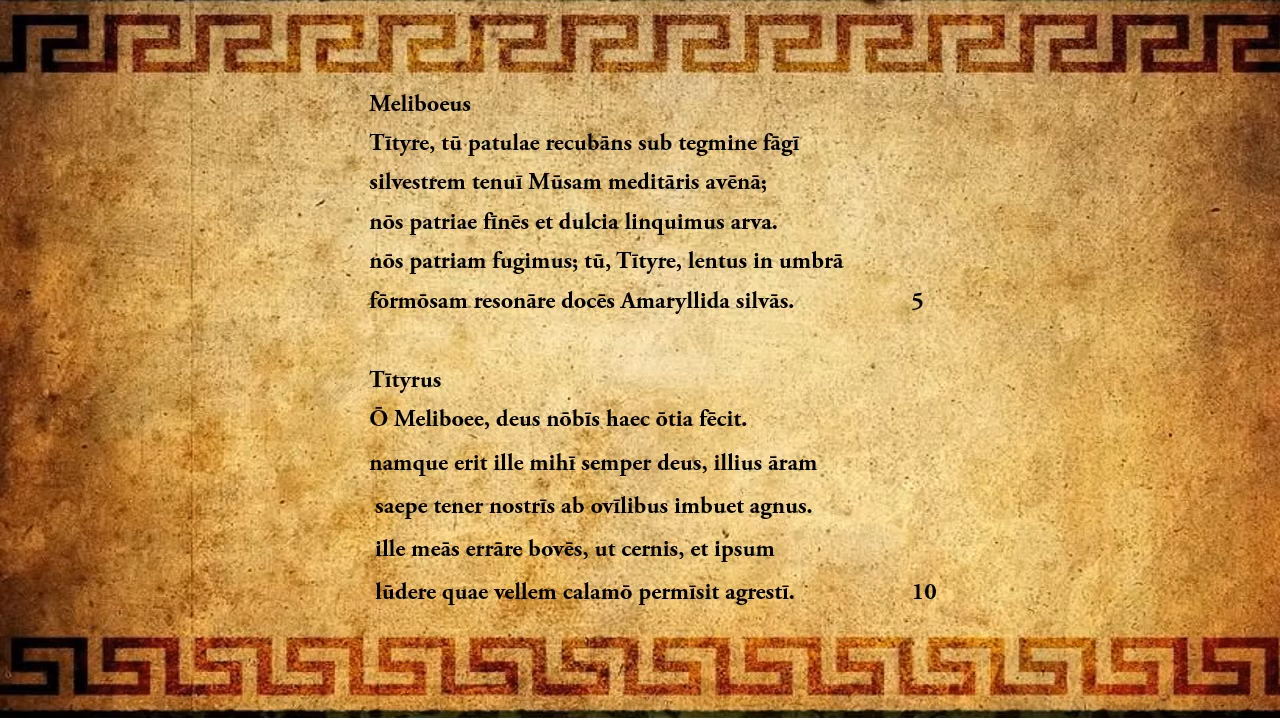 Meliboeus
Tītyre, tū patulae recubāns sub tegmine fāgī
silvestrem tenuī Mūsam meditāris avēnā;
nōs patriae fīnēs et dulcia linquimus arva.
nōs patriam fugimus; tū, Tītyre, lentus in umbrā
fōrmōsam resonāre docēs Amaryllida silvās. 5
Tītyrus
Ō Meliboee, deus nōbīs haec ōtia fēcit.
namque erit ille mihī semper deus, illius āram
saepe tener nostrīs ab ovīlibus imbuet agnus.
ille meās errāre bovēs, ut cernis, et ipsum
lūdere quae vellem calamō permīsit agrestī. 10